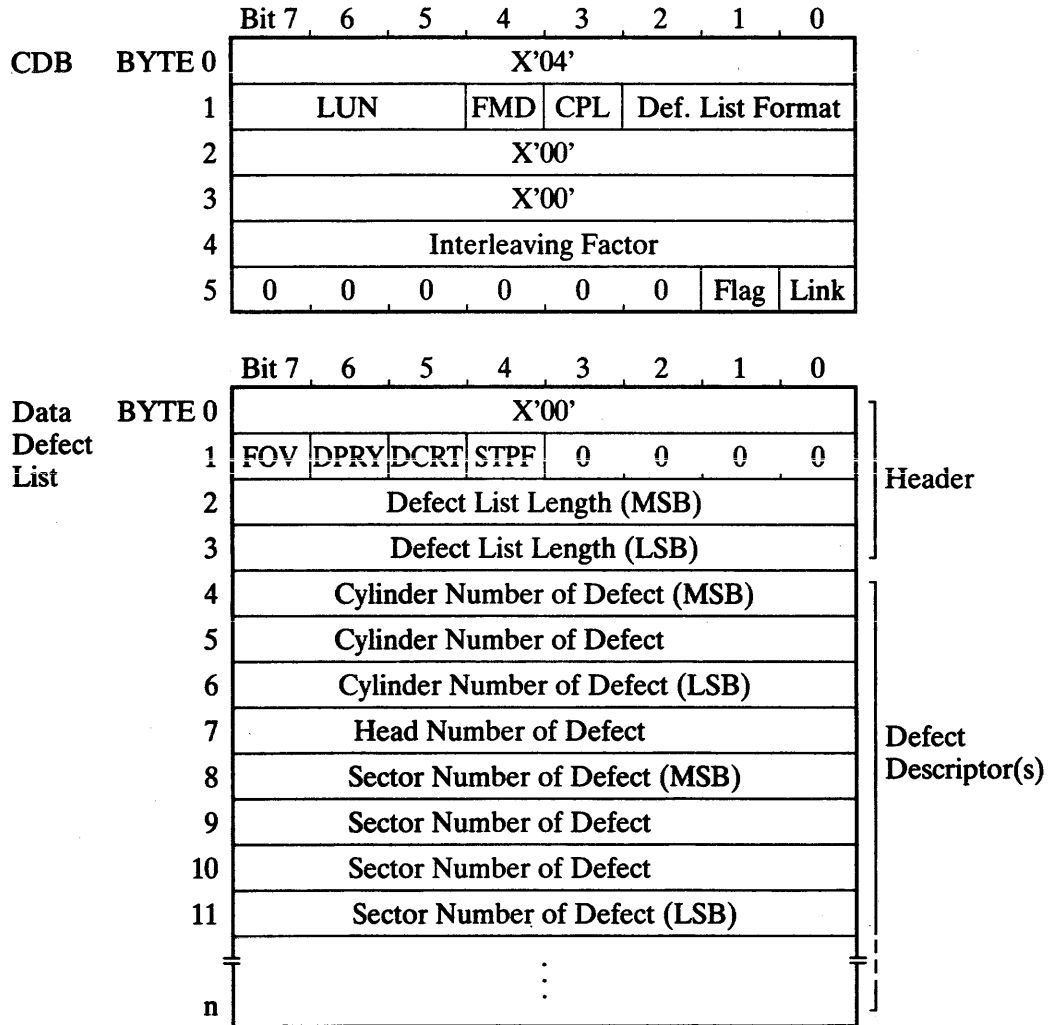 Bit 7 6 5 4 3 2 1 0
CDB BYTE 0 X'04'
1 LUN FMD CPL Def. List Format
2 X'00'
3 X'00'
4 Interleaving Factor
5 0 0 0 0 0 0 Flag Link
Bit 7 6 5 4 3 2 1 0
Data BYTE 0 X'00'
Defect
1 FOV DPRY DCRT STPF 0 0 0 0
List
Header
2 Defect List Length (MSB)
3 Defect List Length (LSB)
4 Cylinder Number of Defect (MSB)
5 Cylinder Number of Defect
6 Cylinder Number of Defect (LSB)
7 Head Number of Defect
Defect
Descriptor(s)
8 Sector Number of Defect (MSB)
9 Sector Number of Defect
10 Sector Number of Defect
11 Sector Number of Defect (LSB)
n